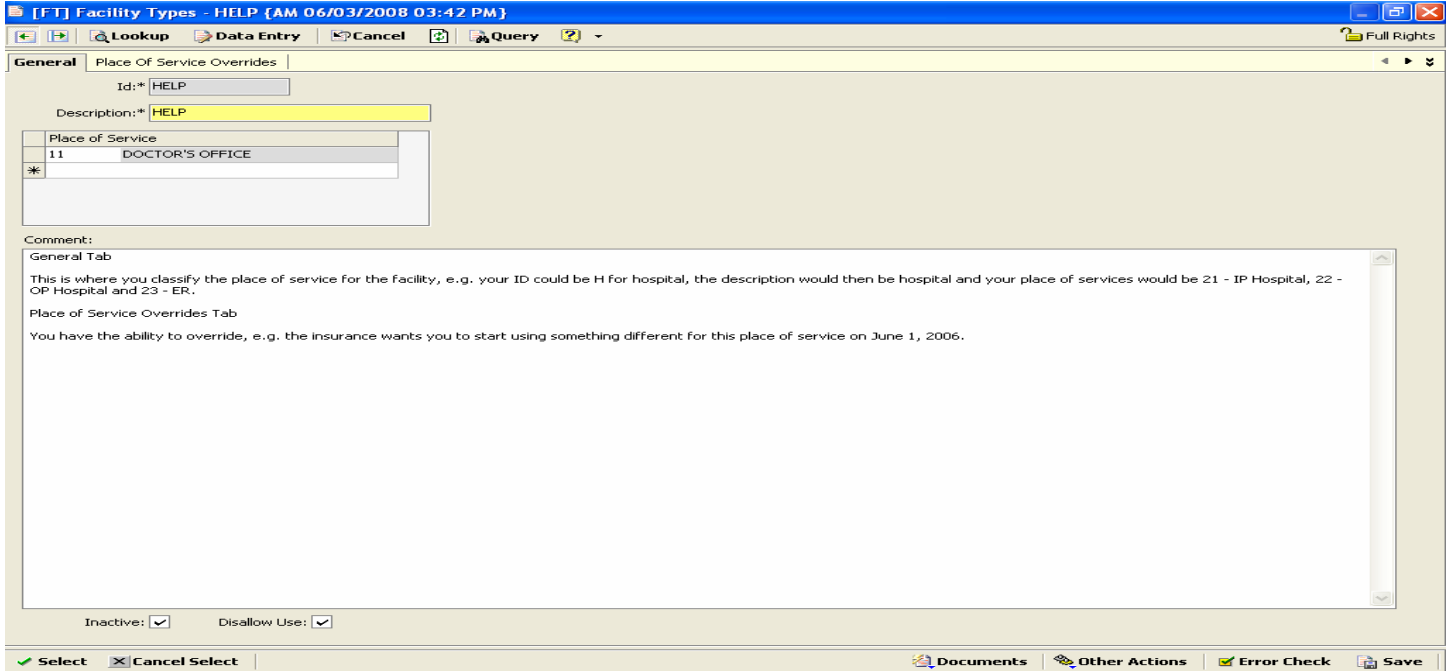 [FT] Facility Types - HELP {AM 06/03/2008 03:42 PM}
Lookup Data Entry Cancel Query Full Rights
General Place Of Service Overrides
Id:* HELP
Description:* HELP
Place of Service
11 DOCTOR'S OFFICE
Comment:
General Tab
This is where you classify the place of service for the facility, e.g. your ID could be H for hospital, the description would then be hospital and your place of services would be 21 - IP Hospital, 22 -
OP Hospital and 23 - ER.
Place of Service Overrides Tab
You have the ability to override, e.g. the insurance wants you to start using something different for this place of service on June 1, 2006.
Inactive: Disallow Use:
Select Cancel Select Documents Other Actions Error Check Save